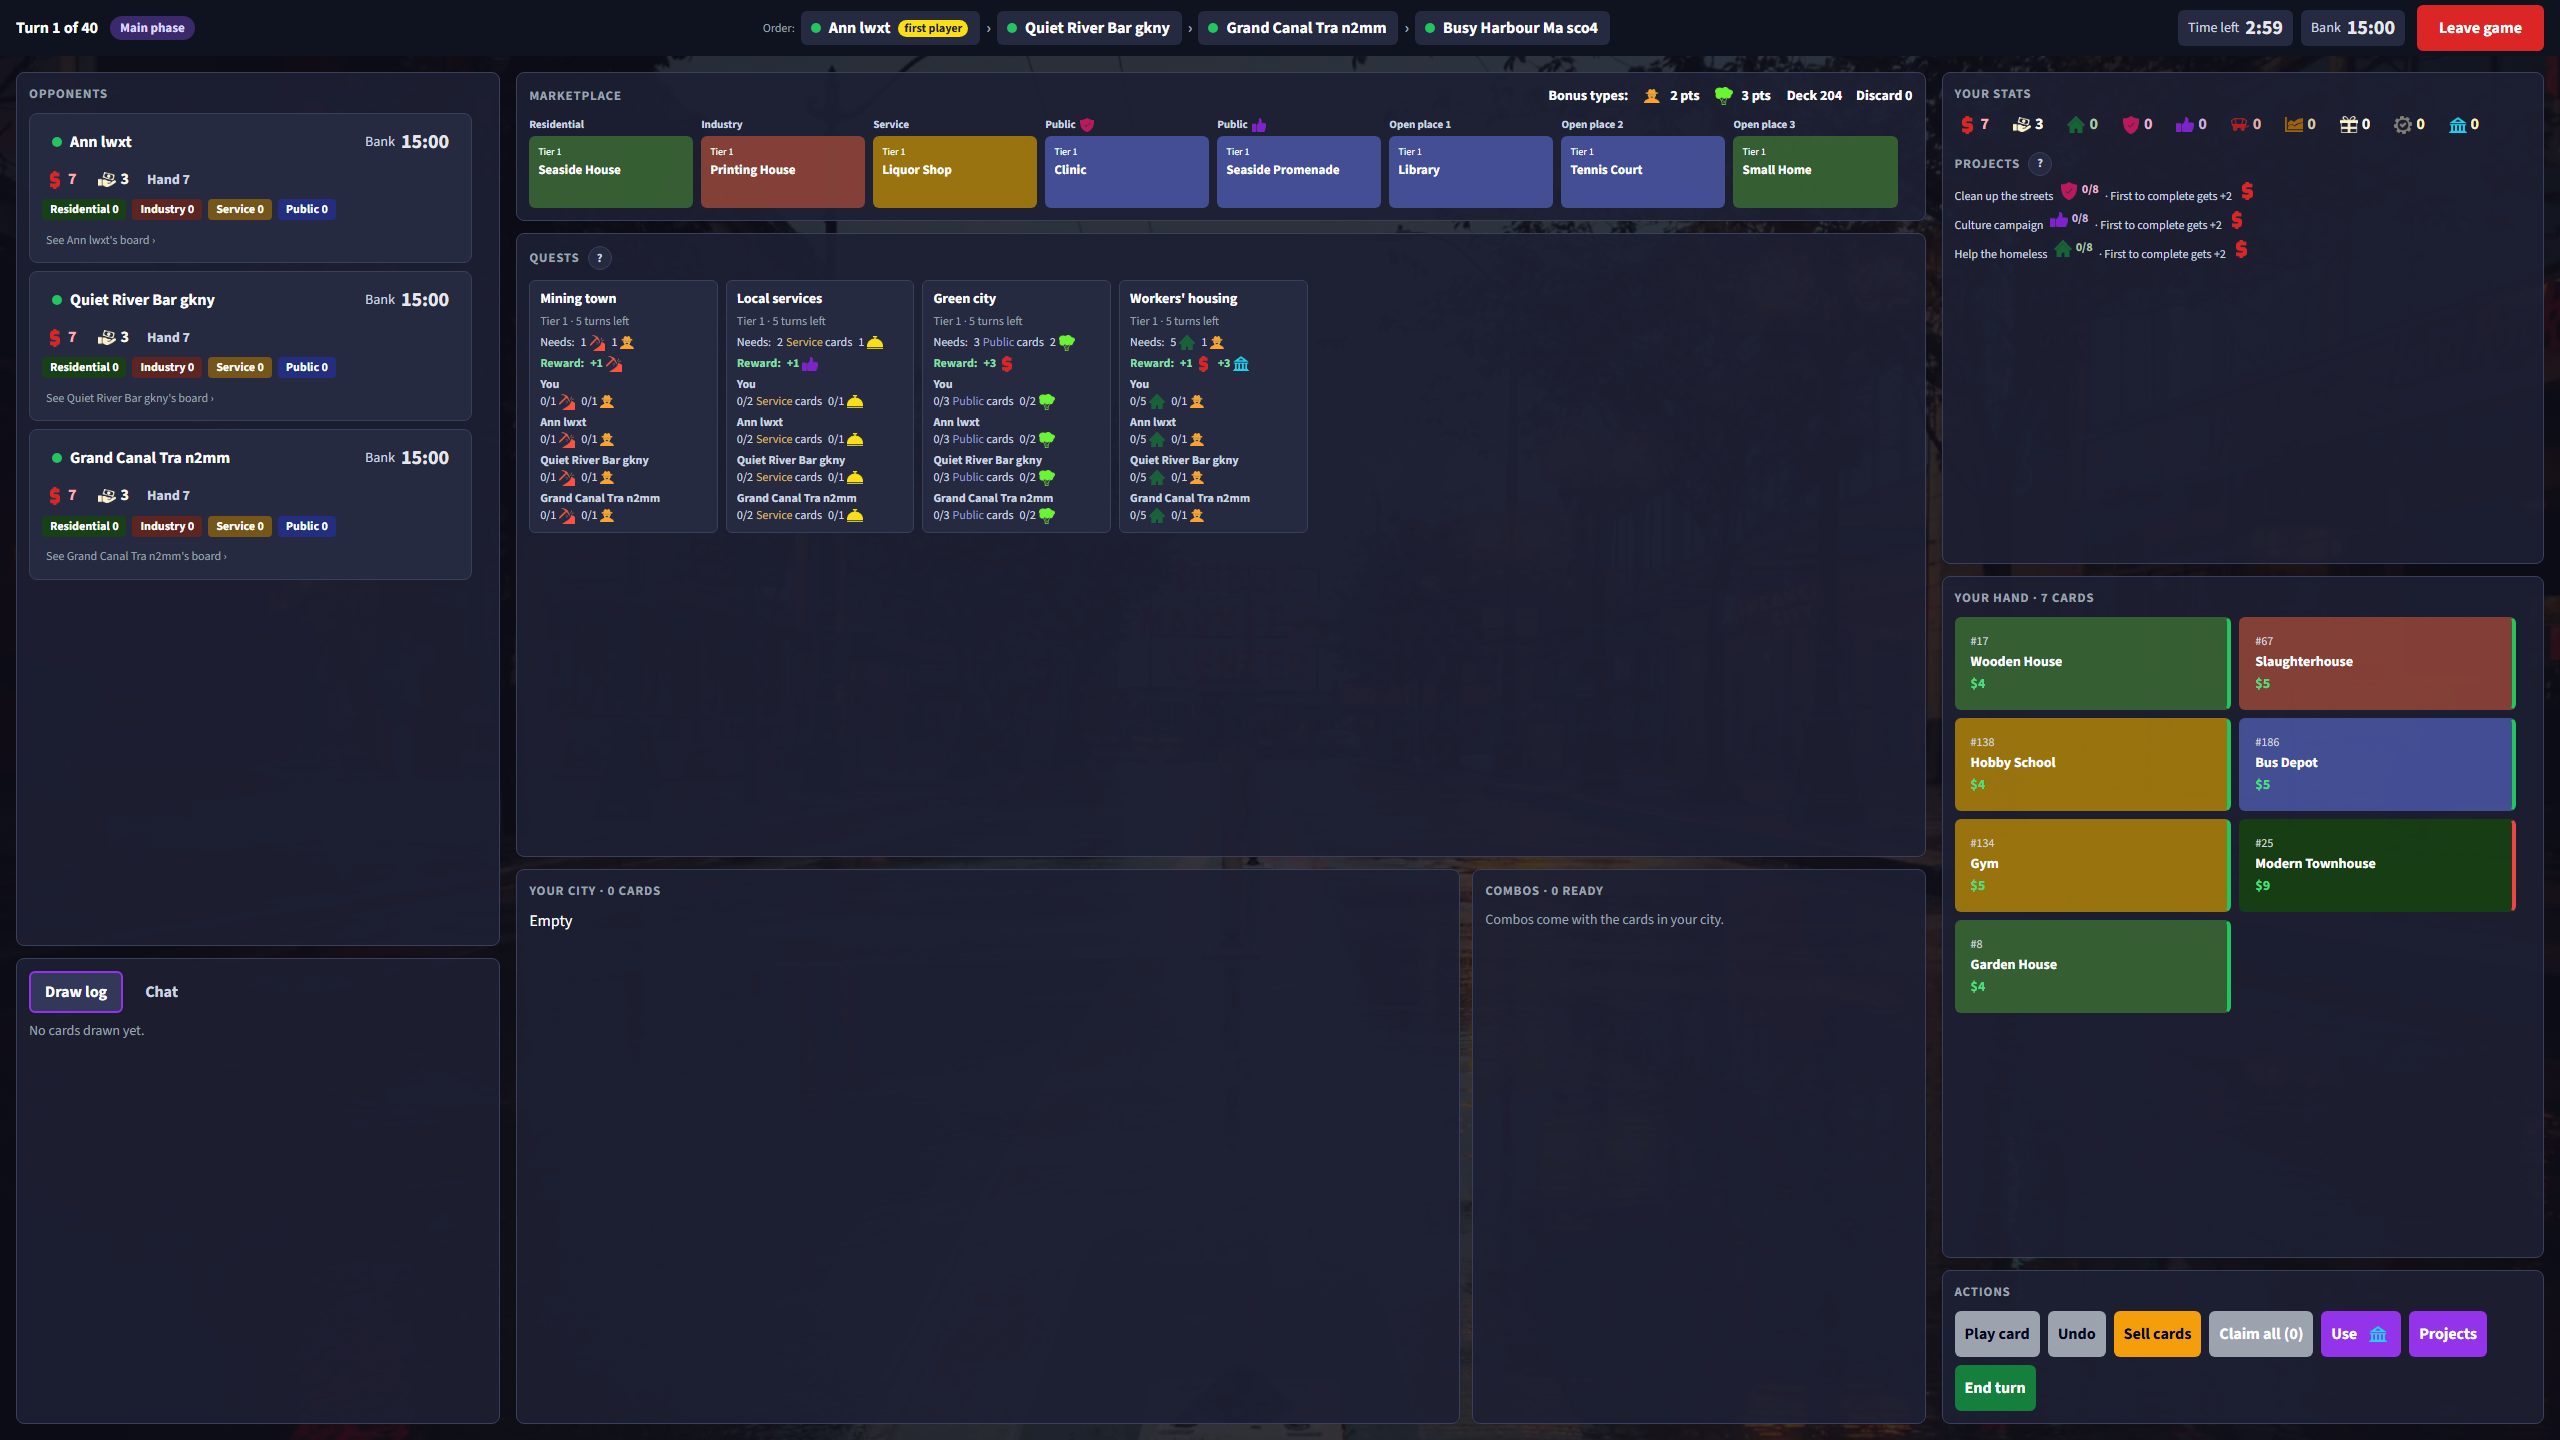 Turn 1 of 40 Main phase Order: Ann lwxt first player › Quiet River Bar gkny › Grand Canal Tra n2mm › Busy Harbour Ma sco4 Time left 2:59 Bank 15:00 Leave game
OPPONENTS
Ann lwxt Bank 15:00
7 3 Hand 7
Residential 0 Industry 0 Service 0 Public 0
See Ann lwxt's board ›
Quiet River Bar gkny Bank 15:00
7 3 Hand 7
Residential 0 Industry 0 Service 0 Public 0
See Quiet River Bar gkny's board ›
Grand Canal Tra n2mm Bank 15:00
7 3 Hand 7
Residential 0 Industry 0 Service 0 Public 0
See Grand Canal Tra n2mm's board ›
Draw log Chat
No cards drawn yet.
MARKETPLACE Bonus types: 2 pts 3 pts Deck 204 Discard 0
Residential Industry Service Public Public Open place 1 Open place 2 Open place 3
Tier 1 Tier 1 Tier 1 Tier 1 Tier 1 Tier 1 Tier 1 Tier 1
Seaside House Printing House Liquor Shop Clinic Seaside Promenade Library Tennis Court Small Home
QUESTS ?
Mining town
Tier 1 · 5 turns left
Needs: 1 1
Reward: +1
You
0/1 0/1
Ann lwxt
0/1 0/1
Quiet River Bar gkny
0/1 0/1
Grand Canal Tra n2mm
0/1 0/1
Local services
Tier 1 · 5 turns left
Needs: 2 Service cards 1
Reward: +1
You
0/2 Service cards 0/1
Ann lwxt
0/2 Service cards 0/1
Quiet River Bar gkny
0/2 Service cards 0/1
Grand Canal Tra n2mm
0/2 Service cards 0/1
Green city
Tier 1 · 5 turns left
Needs: 3 Public cards 2
Reward: +3
You
0/3 Public cards 0/2
Ann lwxt
0/3 Public cards 0/2
Quiet River Bar gkny
0/3 Public cards 0/2
Grand Canal Tra n2mm
0/3 Public cards 0/2
Workers' housing
Tier 1 · 5 turns left
Needs: 5 1
Reward: +1 +3
You
0/5 0/1
Ann lwxt
0/5 0/1
Quiet River Bar gkny
0/5 0/1
Grand Canal Tra n2mm
0/5 0/1
YOUR CITY · 0 CARDS
Empty
COMBOS · 0 READY
Combos come with the cards in your city.
YOUR STATS
7 3 0 0 0 0 0 0 0 0
PROJECTS ?
Clean up the streets 0/8 · First to complete gets +2
Culture campaign 0/8 · First to complete gets +2
Help the homeless 0/8 · First to complete gets +2
YOUR HAND · 7 CARDS
#17
Wooden House
$4
#67
Slaughterhouse
$5
#138
Hobby School
$4
#186
Bus Depot
$5
#134
Gym
$5
#25
Modern Townhouse
$9
#8
Garden House
$4
ACTIONS
Play card Undo Sell cards Claim all (0) Use Projects
End turn